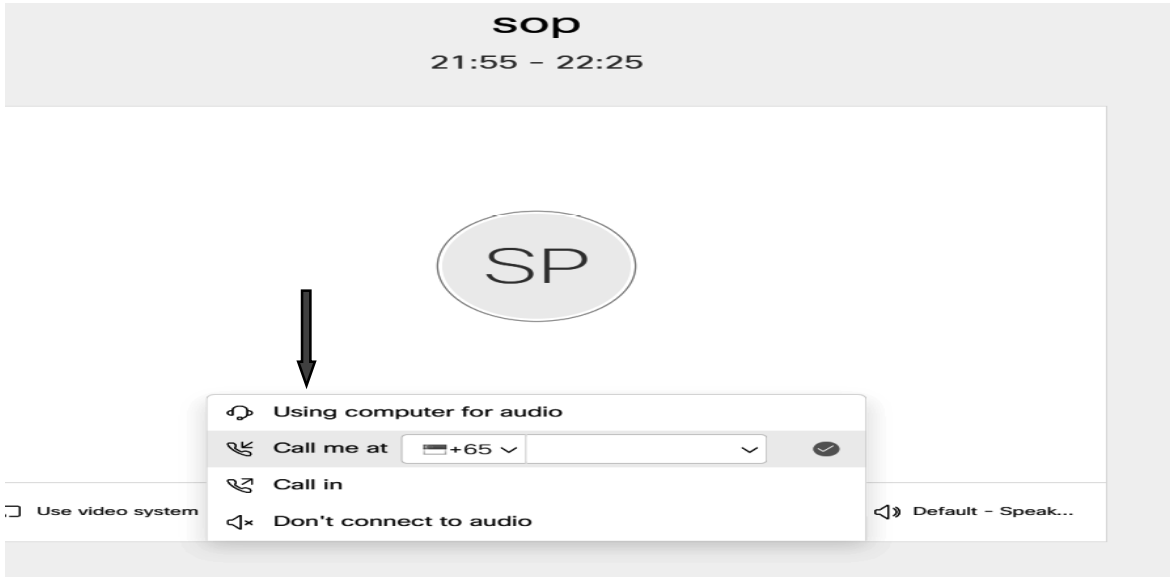 sop
21:55 - 22:25
SP
Using computer for audio
Call me at +65
Call in
Don't connect to audio
Use video system
Default - Speak...